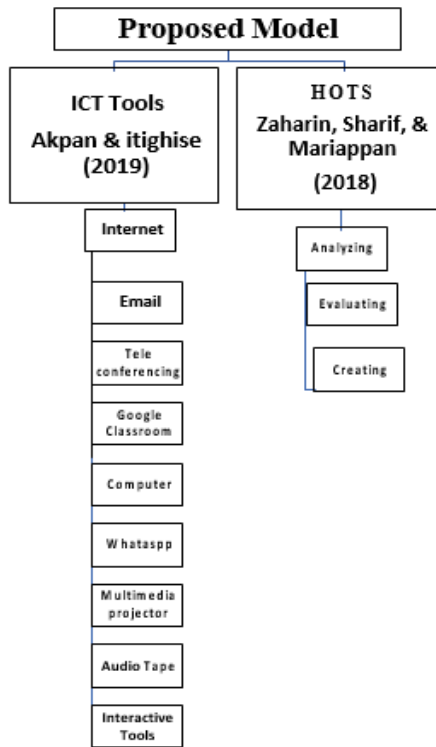 Proposed Model
ICT Tools
Akpan & itighise
(2019)
HOTS
Zaharin, Sharif, &
Mariappan
(2018)
Internet
Email
Tele
conferencing
Google
Classroom
Computer
Whataspp
Multimedia
projector
Audio Tape
Interactive
Tools
Analyzing
Evaluating
Creating